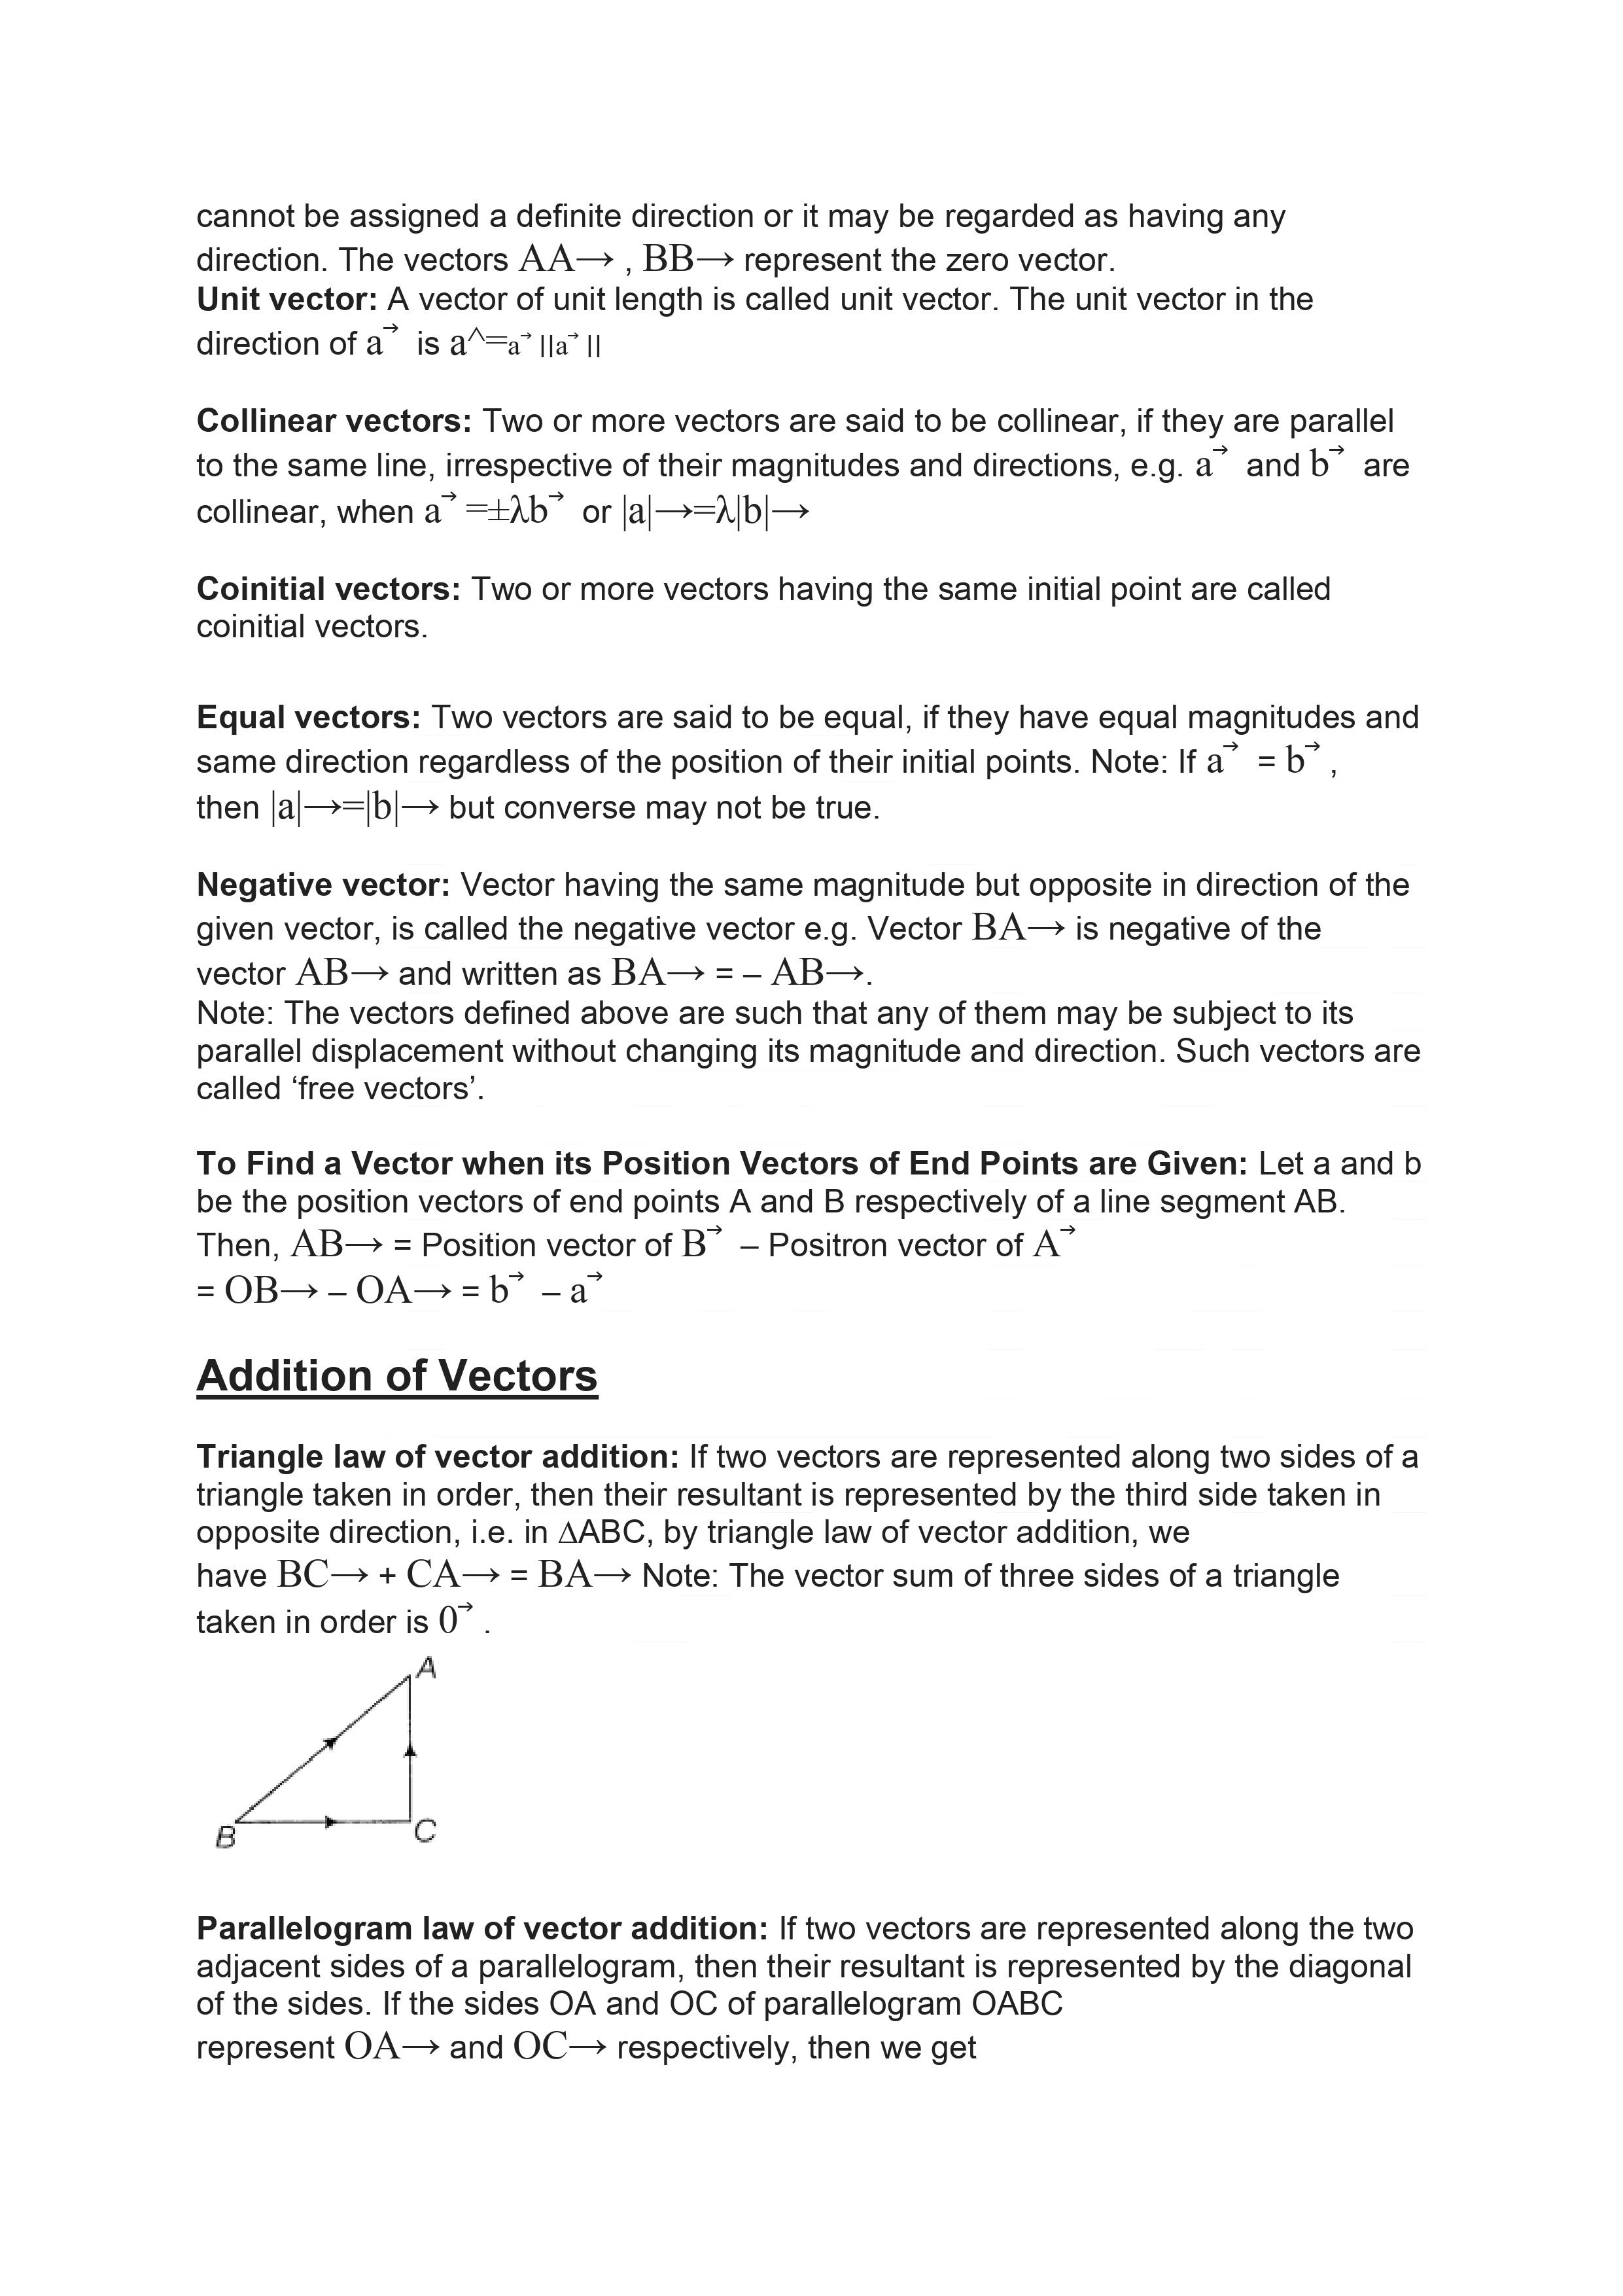 cannot be assigned a definite direction or it may be regarded as having any
direction. The vectors AA→ , BB→ represent the zero vector.
Unit vector: A vector of unit length is called unit vector. The unit vector in the
direction of a→ is a^=a→||a→||
Collinear vectors: Two or more vectors are said to be collinear, if they are parallel
to the same line, irrespective of their magnitudes and directions, e.g. a→ and b→ are
collinear, when a→=±λb→ or |a|→=λ|b|→
Coinitial vectors: Two or more vectors having the same initial point are called
coinitial vectors.
Equal vectors: Two vectors are said to be equal, if they have equal magnitudes and
same direction regardless of the position of their initial points. Note: If a→ = b→ ,
then |a|→=|b|→ but converse may not be true.
Negative vector: Vector having the same magnitude but opposite in direction of the
given vector, is called the negative vector e.g. Vector BA→ is negative of the
vector AB→ and written as BA→ = – AB→.
Note: The vectors defined above are such that any of them may be subject to its
parallel displacement without changing its magnitude and direction. Such vectors are
called ‘free vectors’.
To Find a Vector when its Position Vectors of End Points are Given: Let a and b
be the position vectors of end points A and B respectively of a line segment AB.
Then, AB→ = Position vector of B→ – Positron vector of A→
= OB→ – OA→ = b→ – a→
Addition of Vectors
Triangle law of vector addition: If two vectors are represented along two sides of a
triangle taken in order, then their resultant is represented by the third side taken in
opposite direction, i.e. in ∆ABC, by triangle law of vector addition, we
have BC→ + CA→ = BA→ Note: The vector sum of three sides of a triangle
taken in order is 0→ .
A
B
C
Parallelogram law of vector addition: If two vectors are represented along the two
adjacent sides of a parallelogram, then their resultant is represented by the diagonal
of the sides. If the sides OA and OC of parallelogram OABC
represent OA→ and OC→ respectively, then we get